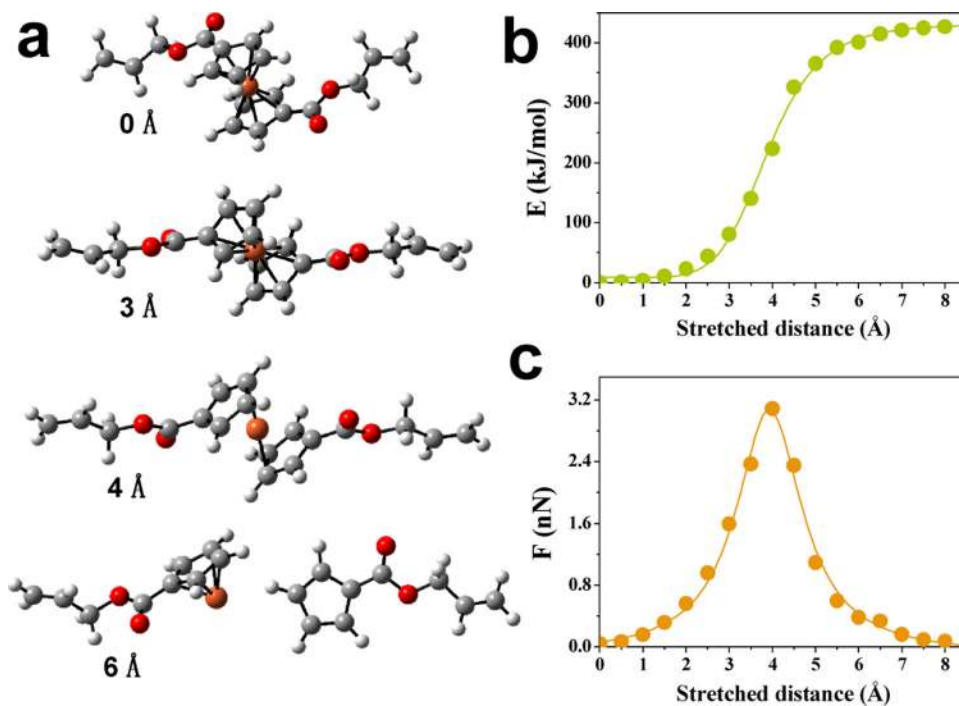 a
0 Å
3 Å
4 Å
6 Å
b
E (kJ/mol)
400
300
200
100
0
0 1 2 3 4 5 6 7 8
Stretched distance (Å)
c
F (nN)
3.2
2.4
1.6
0.8
0.0
0 1 2 3 4 5 6 7 8
Stretched distance (Å)